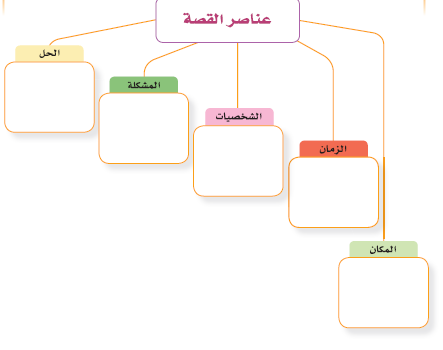 عناصر القصة
الحل
المشكلة
الشخصيات
الزمان
المكان